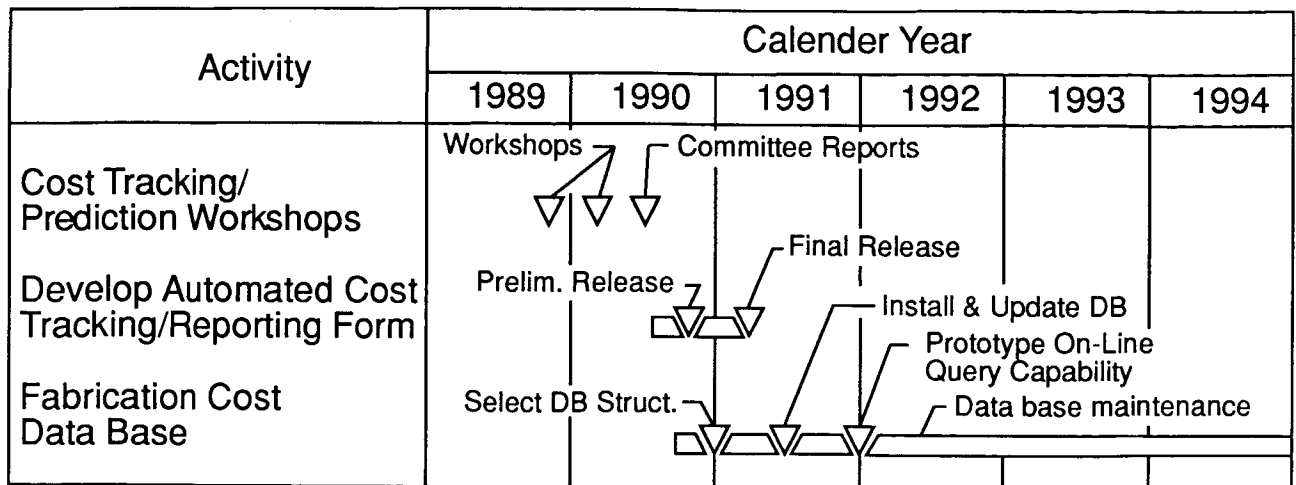 Activity
Calender Year
1989 1990 1991 1992 1993 1994
Workshops
Committee Reports
Cost Tracking/
Prediction Workshops
Final Release
Prelim. Release
Develop Automated Cost
Tracking/Reporting Form
Install & Update DB
Prototype On-Line
Query Capability
Fabrication Cost
Data Base
Select DB Struct.
Data base maintenance